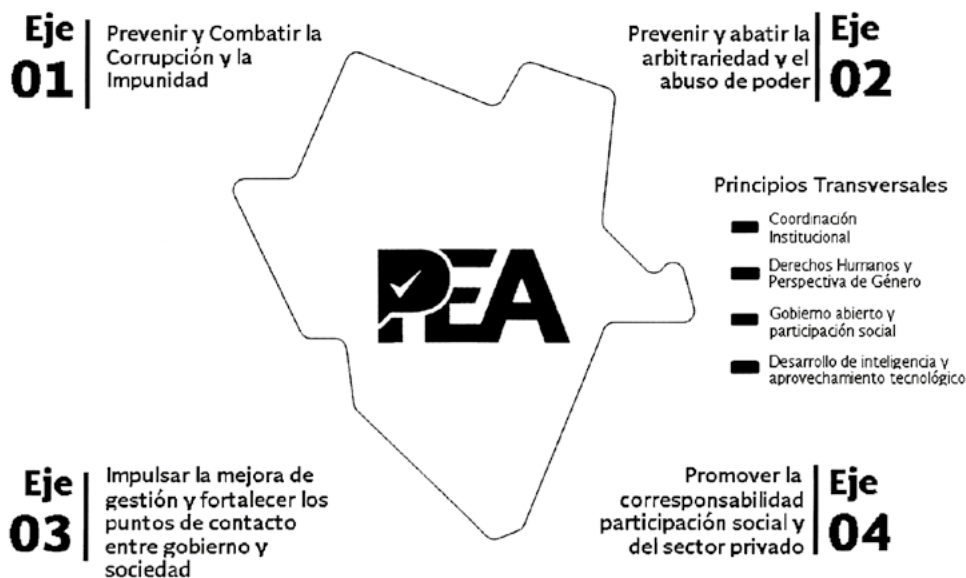 Eje
01
Prevenir y Combatir la
Corrupción y la
Impunidad
Prevenir y abatir la
arbitrariedad y el
abuso de poder
Eje
02
Principios Transversales
Coordinación
Institucional
Derechos Humanos y
Perspectiva de Género
Gobierno abierto y
participación social
Desarrollo de inteligencia y
aprovechamiento tecnológico
PEA
Eje
03
Impulsar la mejora de
gestión y fortalecer los
puntos de contacto
entre gobierno y
sociedad
Promover la
corresponsabilidad
participación social y
del sector privado
Eje
04